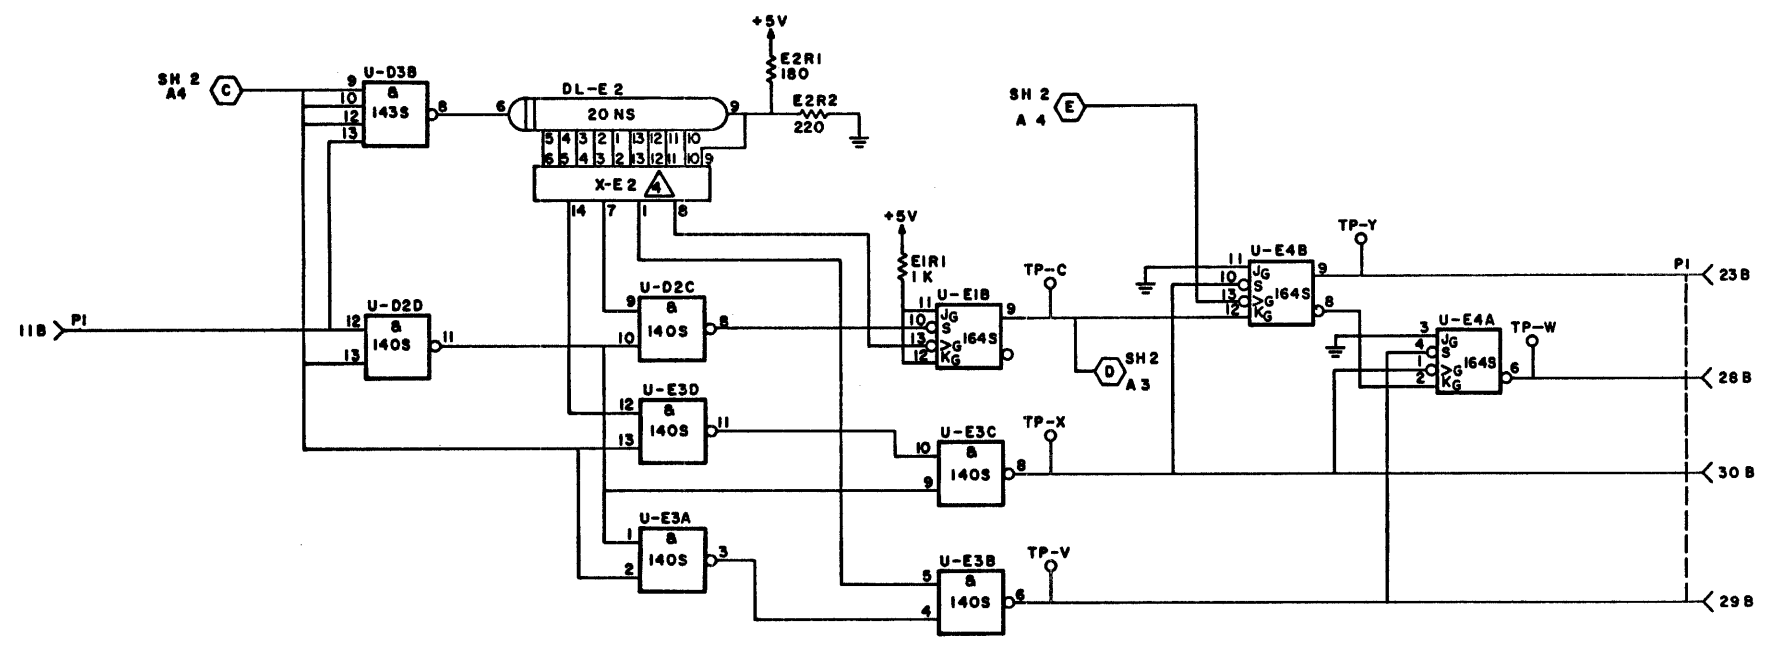 +5V
E2R1
180
SH 2
A4
C
U-D3B
9
10
12
13
&
143S
8
6
DL-E 2
20 NS
9
E2R2
220
5 4 3 2 1 13 12 11 10
6 5 4 3 2 13 12 11 10 9
X-E 2
4
14 7 1 8
SH 2
A 4
E
+5V
E1R1
1K
TP-C
U-E1B
11
10
13
12
JG
S
>G
KG
164S
9
D
SH 2
A 3
U-E4B
11
10
13
12
JG
S
>G
KG
164S
9
8
TP-Y
P1
23B
U-E4A
3
4
1
2
JG
S
>G
KG
164S
6
TP-W
28B
11B
P1
U-D2D
12
13
&
140S
11
U-D2C
9
10
&
140S
8
U-E3D
12
13
&
140S
11
U-E3C
10
9
&
140S
8
TP-X
30B
U-E3A
1
2
&
140S
3
U-E3B
5
4
&
140S
6
TP-V
29B